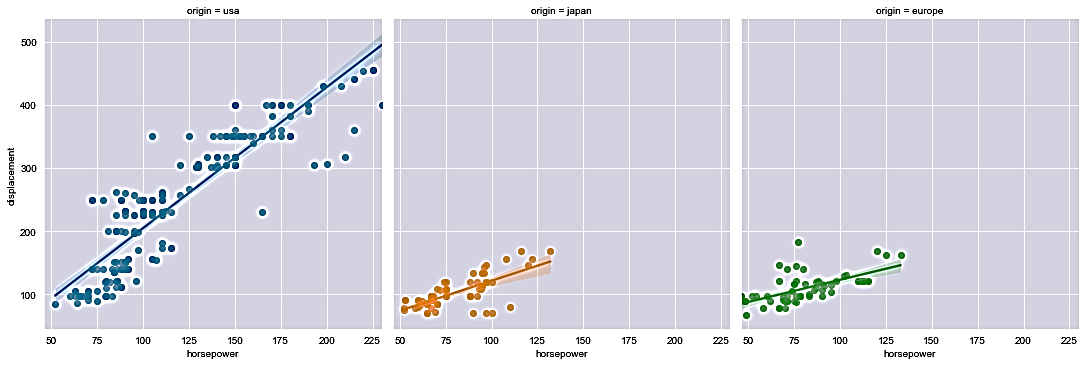 origin = usa
origin = japan
origin = europe
500
400
300
200
100
displacement
50 75 100 125 150 175 200 225
50 75 100 125 150 175 200 225
50 75 100 125 150 175 200 225
horsepower
horsepower
horsepower